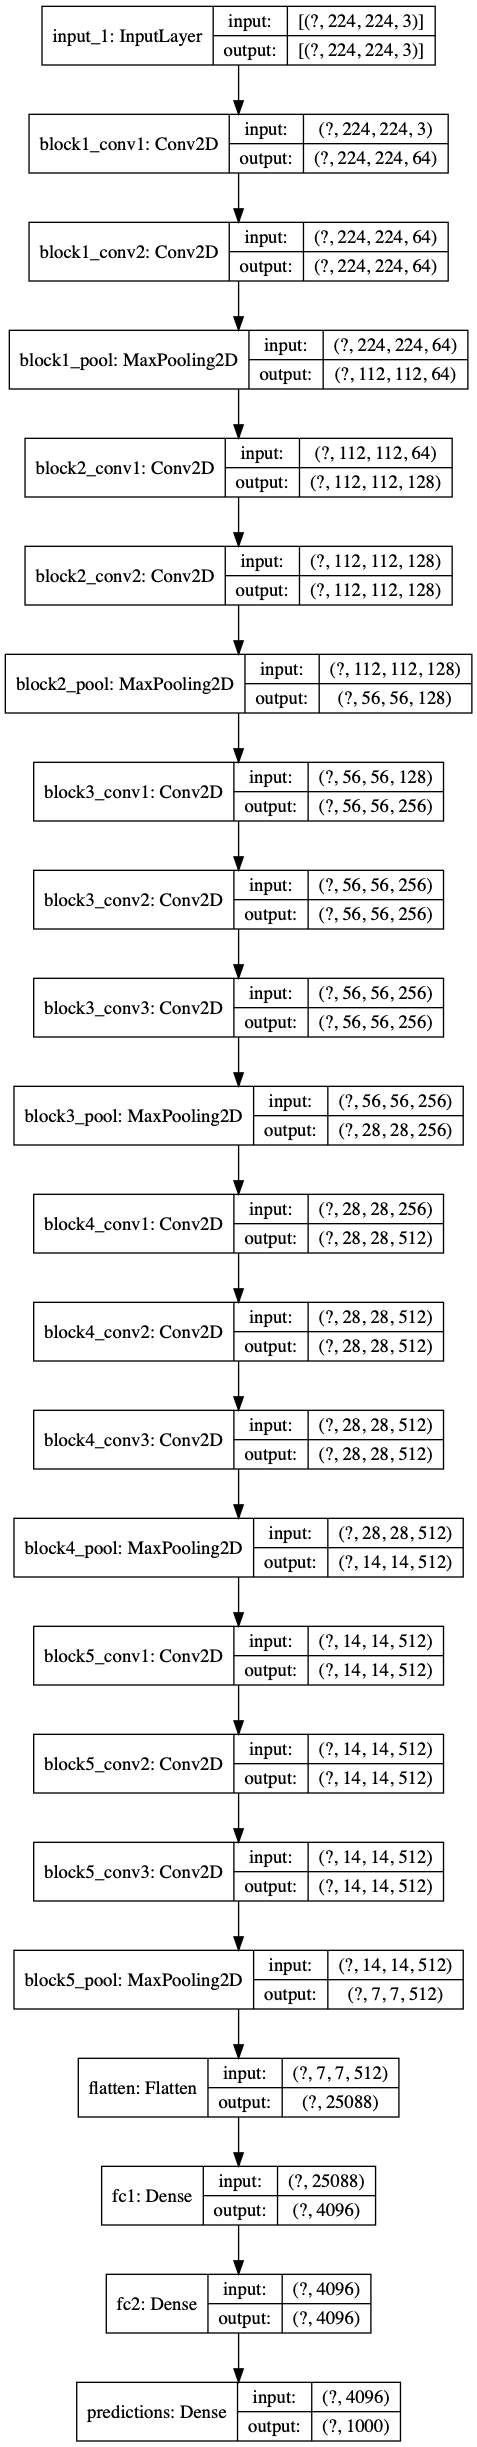 input_1: InputLayer
input: [(?, 224, 224, 3)]
output: [(?, 224, 224, 3)]
block1_conv1: Conv2D
input: (?, 224, 224, 3)
output: (?, 224, 224, 64)
block1_conv2: Conv2D
input: (?, 224, 224, 64)
output: (?, 224, 224, 64)
block1_pool: MaxPooling2D
input: (?, 224, 224, 64)
output: (?, 112, 112, 64)
block2_conv1: Conv2D
input: (?, 112, 112, 64)
output: (?, 112, 112, 128)
block2_conv2: Conv2D
input: (?, 112, 112, 128)
output: (?, 112, 112, 128)
block2_pool: MaxPooling2D
input: (?, 112, 112, 128)
output: (?, 56, 56, 128)
block3_conv1: Conv2D
input: (?, 56, 56, 128)
output: (?, 56, 56, 256)
block3_conv2: Conv2D
input: (?, 56, 56, 256)
output: (?, 56, 56, 256)
block3_conv3: Conv2D
input: (?, 56, 56, 256)
output: (?, 56, 56, 256)
block3_pool: MaxPooling2D
input: (?, 56, 56, 256)
output: (?, 28, 28, 256)
block4_conv1: Conv2D
input: (?, 28, 28, 256)
output: (?, 28, 28, 512)
block4_conv2: Conv2D
input: (?, 28, 28, 512)
output: (?, 28, 28, 512)
block4_conv3: Conv2D
input: (?, 28, 28, 512)
output: (?, 28, 28, 512)
block4_pool: MaxPooling2D
input: (?, 28, 28, 512)
output: (?, 14, 14, 512)
block5_conv1: Conv2D
input: (?, 14, 14, 512)
output: (?, 14, 14, 512)
block5_conv2: Conv2D
input: (?, 14, 14, 512)
output: (?, 14, 14, 512)
block5_conv3: Conv2D
input: (?, 14, 14, 512)
output: (?, 14, 14, 512)
block5_pool: MaxPooling2D
input: (?, 14, 14, 512)
output: (?, 7, 7, 512)
flatten: Flatten
input: (?, 7, 7, 512)
output: (?, 25088)
fc1: Dense
input: (?, 25088)
output: (?, 4096)
fc2: Dense
input: (?, 4096)
output: (?, 4096)
predictions: Dense
input: (?, 4096)
output: (?, 1000)